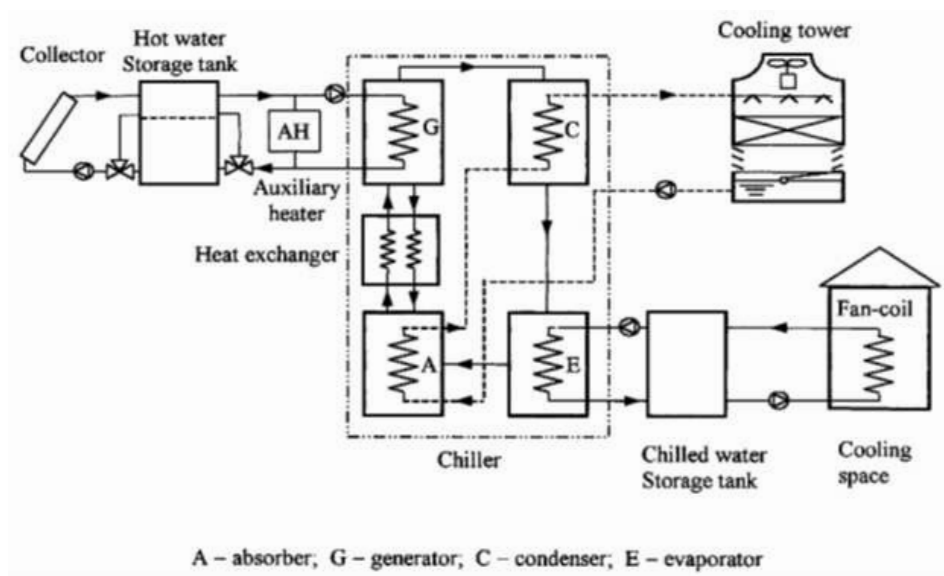 Cooling tower
Collector
Hot water
Storage tank
AH
G
C
Auxiliary
heater
Heat exchanger
Fan-coil
A
E
Chiller
Chilled water
Storage tank
Cooling
space
A – absorber; G – generator; C – condenser; E – evaporator